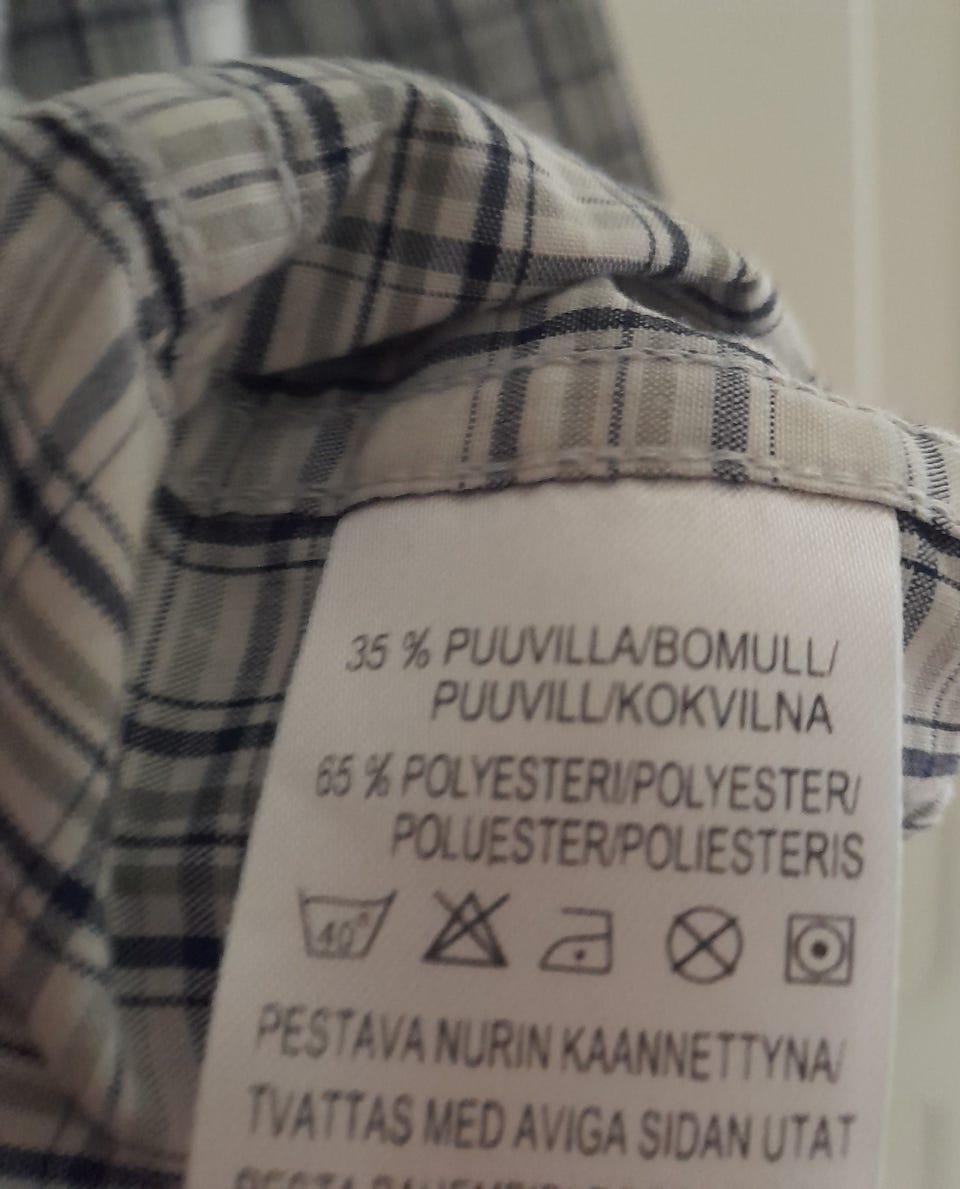 35 % PUUVILLA/BOMULL/
PUUVILL/KOKVILNA
65 % POLYESTERI/POLYESTER/
POLUESTER/POLIESTERIS
40°
PESTAVA NURIN KAANNETTYNA/
TVATTAS MED AVIGA SIDAN UTAT